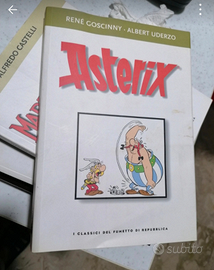 RENÉ GOSCINNY · ALBERT UDERZO
Asterix
I CLASSICI DEL FUMETTO DI REPUBBLICA
ALFREDO CASTELLI
subito